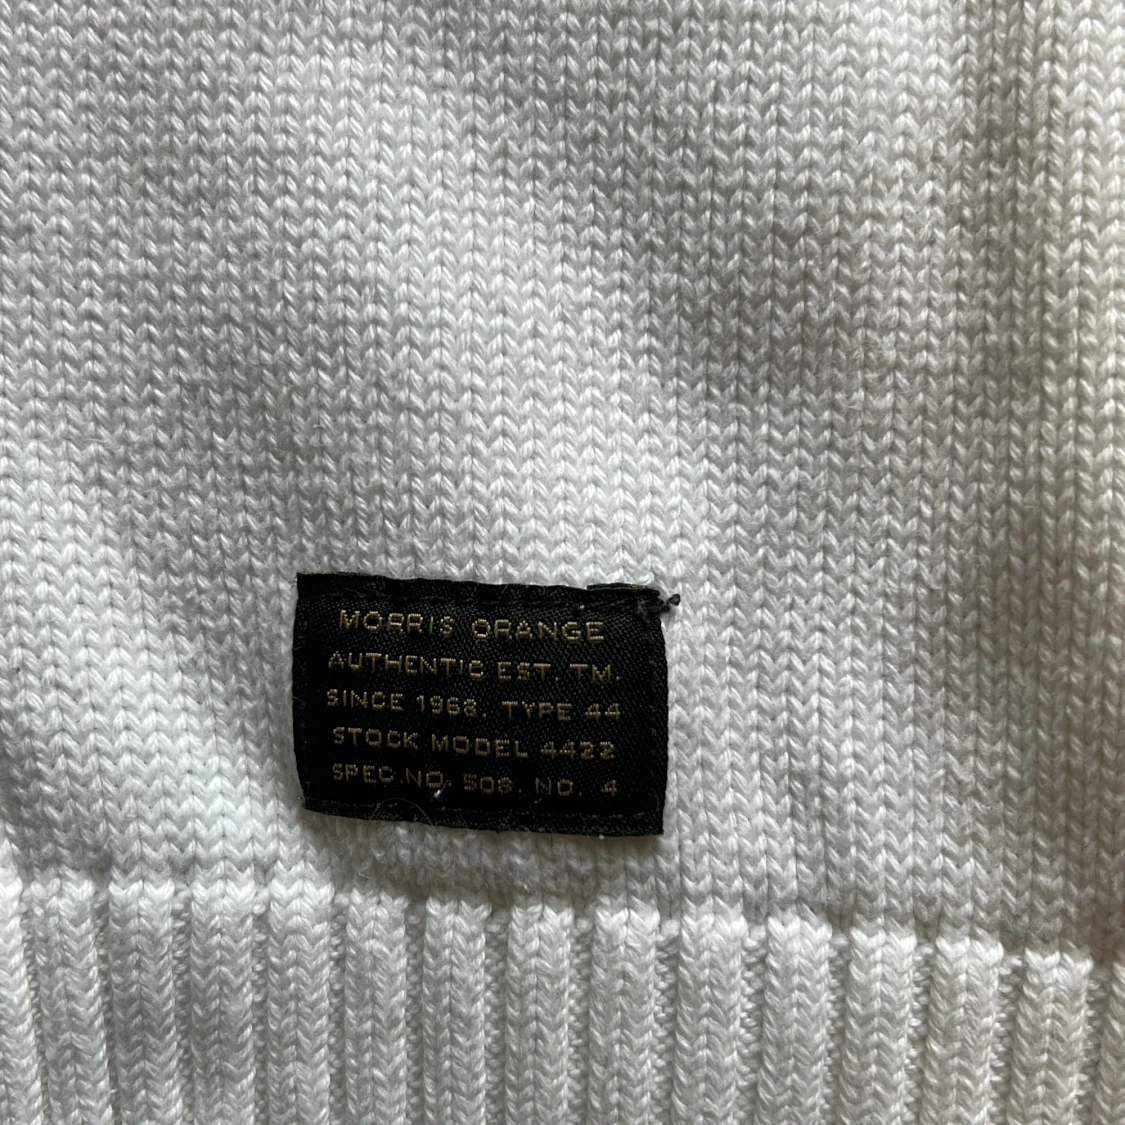 MORRIS ORANGE
AUTHENTIC EST. TM.
SINCE 1968. TYPE 44
STOCK MODEL 4422
SPEC.NO. 508. NO. 4